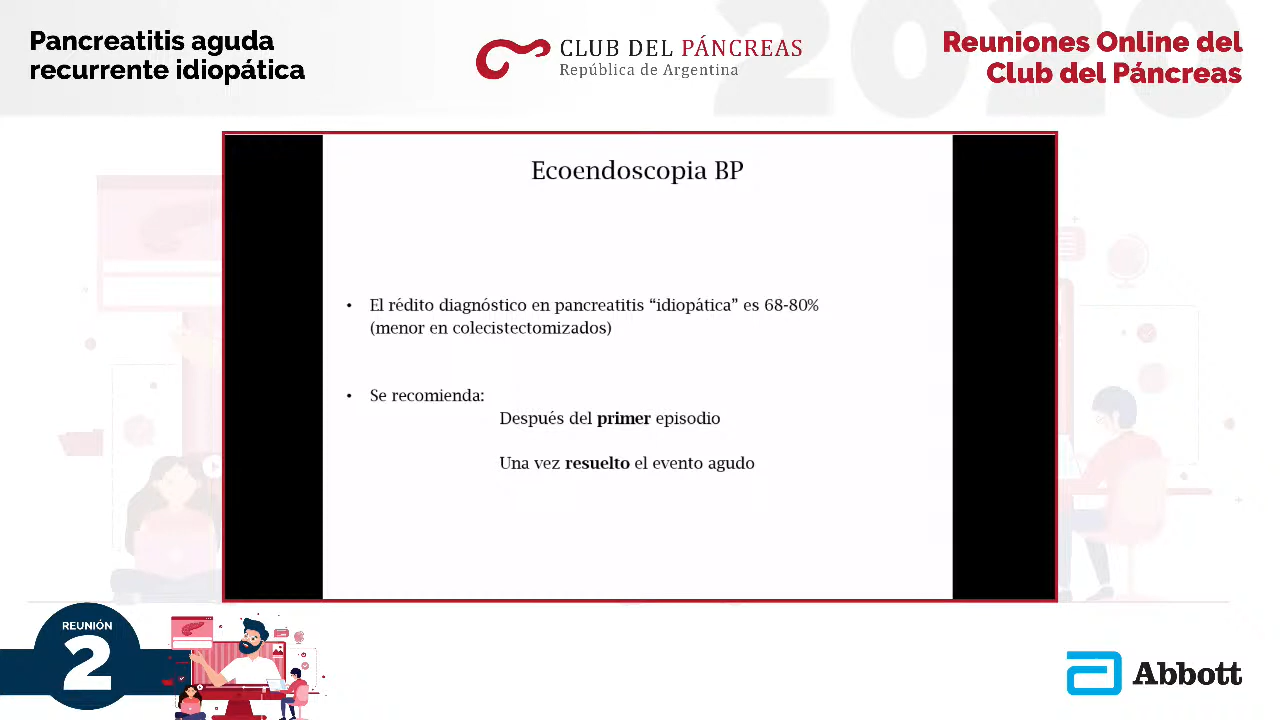 Pancreatitis aguda
recurrente idiopática
CLUB DEL PÁNCREAS
República de Argentina
2020
Reuniones Online del
Club del Páncreas
Ecoendoscopia BP
• El rédito diagnóstico en pancreatitis “idiopática” es 68-80%
(menor en colecistectomizados)
• Se recomienda:
Después del primer episodio
Una vez resuelto el evento agudo
REUNIÓN
2
Abbott